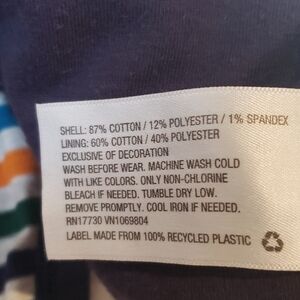 SHELL: 87% COTTON / 12% POLYESTER / 1% SPANDEX
LINING: 60% COTTON / 40% POLYESTER
EXCLUSIVE OF DECORATION
WASH BEFORE WEAR. MACHINE WASH COLD
WITH LIKE COLORS. ONLY NON-CHLORINE
BLEACH IF NEEDED. TUMBLE DRY LOW.
REMOVE PROMPTLY. COOL IRON IF NEEDED.
RN17730 VN1069804
LABEL MADE FROM 100% RECYCLED PLASTIC